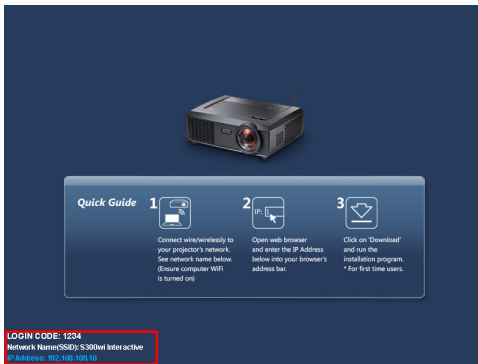 Quick Guide
1
2
IP:
3
Connect wire/wirelessly to
your projector's network.
See network name below.
(Ensure computer WiFi
is turned on)
Open web browser
and enter the IP Address
below into your browser's
address bar.
Click on 'Download'
and run the
installation program.
* For first time users.
LOGIN CODE: 1234
Network Name(SSID): S300wi Interactive
IP Address: 192.168.100.10